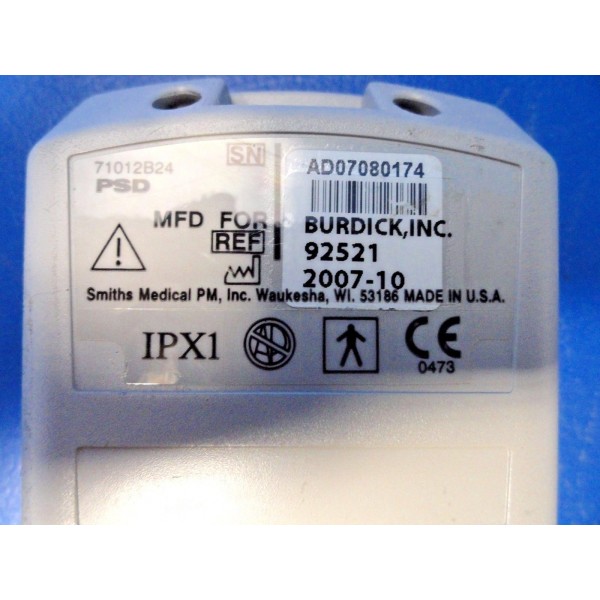 71012B24 SN AD07080174
PSD
MFD FOR BURDICK,INC.
REF 92521
2007-10
Smiths Medical PM, Inc. Waukesha, WI. 53186 MADE IN U.S.A.
IPX1 CE
0473